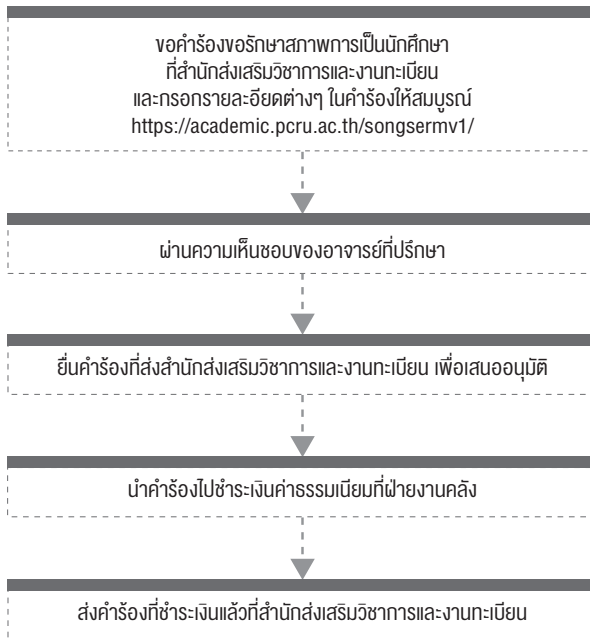 ขอคำร้องขอรักษาสภาพการเป็นนักศึกษา
ที่สำนักส่งเสริมวิชาการและงานทะเบียน
และกรอกรายละอียดต่างๆ ในคำร้องให้สมบูรณ์
https://academic.pcru.ac.th/songsermv1/
ผ่านความเห็นชอบของอาจารย์ที่ปรึกษา
ยื่นคำร้องที่ส่งสำนักส่งเสริมวิชาการและงานทะเบียน เพื่อเสนออนุมัติ
นำคำร้องไปชำระเงินค่าธรรมเนียมที่ฝ่ายงานคลัง
ส่งคำร้องที่ชำระเงินแล้วที่สำนักส่งเสริมวิชาการและงานทะเบียน